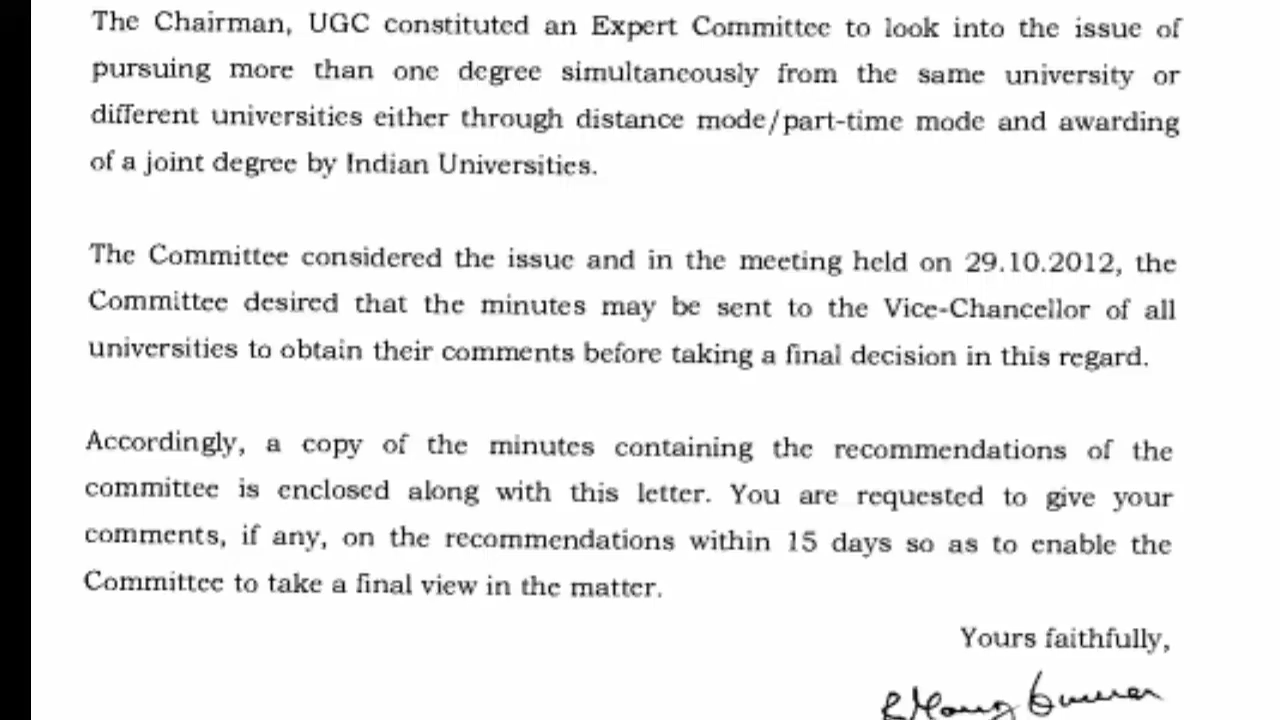 The Chairman, UGC constituted an Expert Committee to look into the issue of
pursuing more than one degree simultaneously from the same university or
different universities either through distance mode/part-time mode and awarding
of a joint degree by Indian Universities.
The Committee considered the issue and in the meeting held on 29.10.2012, the
Committee desired that the minutes may be sent to the Vice-Chancellor of all
universities to obtain their comments before taking a final decision in this regard.
Accordingly, a copy of the minutes containing the recommendations of the
committee is enclosed along with this letter. You are requested to give your
comments, if any, on the recommendations within 15 days so as to enable the
Committee to take a final view in the matter.
Yours faithfully,